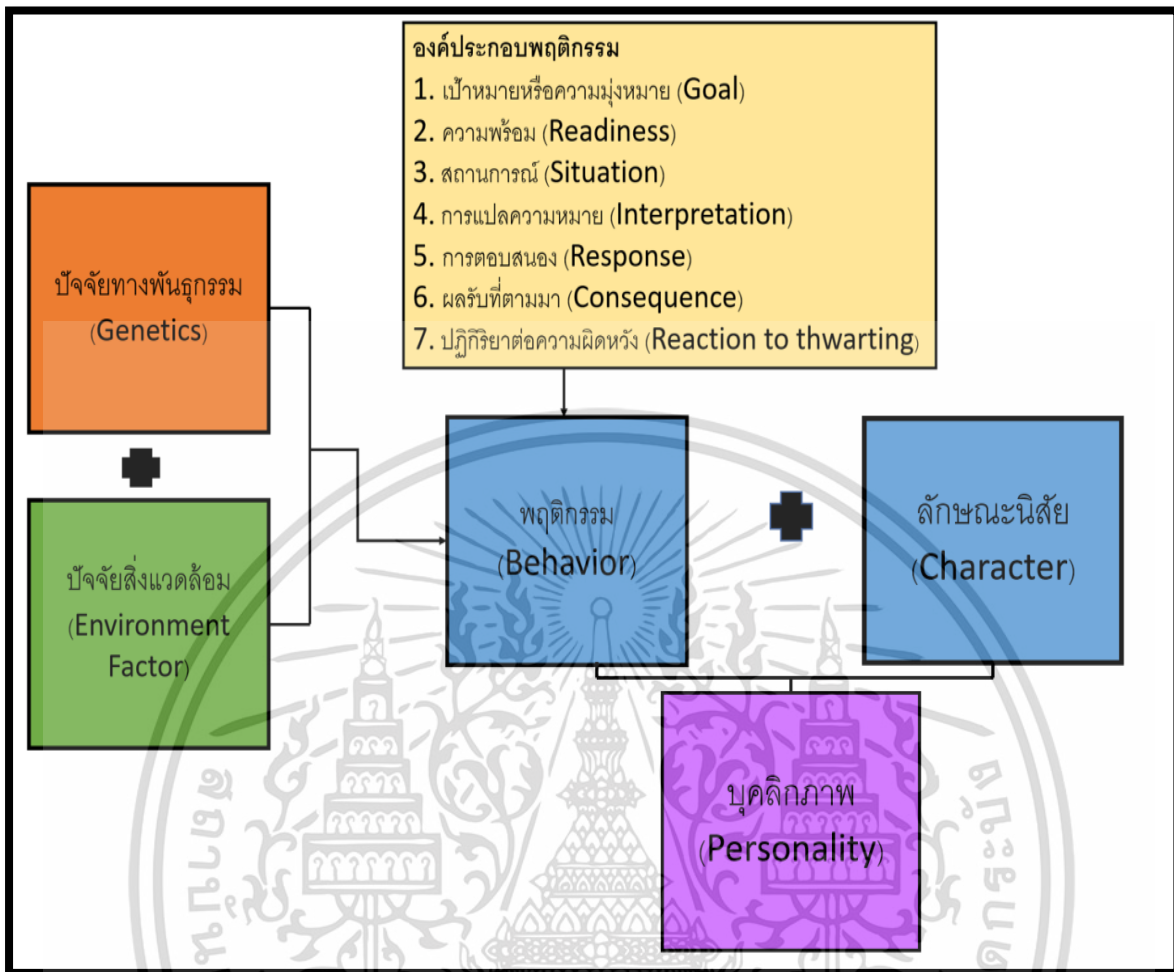 องค์ประกอบพฤติกรรม
1. เป้าหมายหรือความมุ่งหมาย (Goal)
2. ความพร้อม (Readiness)
3. สถานการณ์ (Situation)
4. การแปลความหมาย (Interpretation)
5. การตอบสนอง (Response)
6. ผลรับที่ตามมา (Consequence)
7. ปฏิกิริยาต่อความผิดหวัง (Reaction to thwarting)
ปัจจัยทางพันธุกรรม
(Genetics)
ปัจจัยสิ่งแวดล้อม
(Environment
Factor)
พฤติกรรม
(Behavior)
ลักษณะนิสัย
(Character)
บุคลิกภาพ
(Personality)